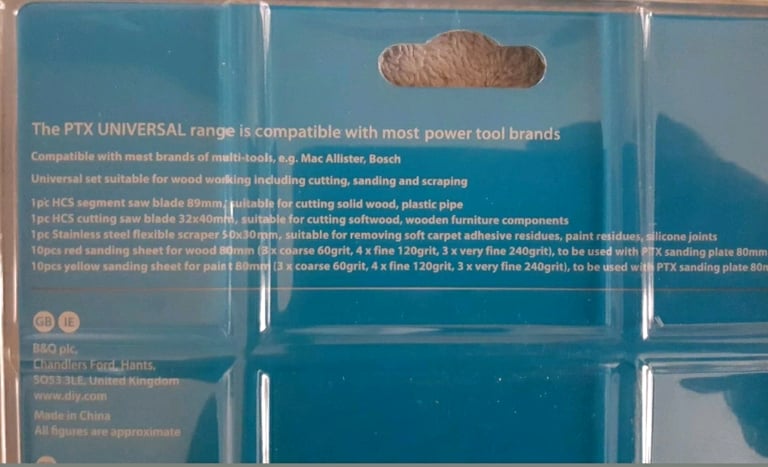 The PTX UNIVERSAL range is compatible with most power tool brands
Compatible with most brands of multi-tools, e.g. Mac Allister, Bosch
Universal set suitable for wood working including cutting, sanding and scraping
1pc HCS segment saw blade 89mm, suitable for cutting solid wood, plastic pipe
1pc HCS cutting saw blade 32x40mm, suitable for cutting softwood, wooden furniture components
1pc Stainless steel flexible scraper 50x30mm, suitable for removing soft carpet adhesive residues, paint residues, silicone joints
10pcs red sanding sheet for wood 80mm (3 x coarse 60grit, 4 x fine 120grit, 3 x very fine 240grit), to be used with PTX sanding plate 80mm
10pcs yellow sanding sheet for paint 80mm (3 x coarse 60grit, 4 x fine 120grit, 3 x very fine 240grit), to be used with PTX sanding plate 80m
GB IE
B&Q plc,
Chandlers Ford, Hants,
SO53 3LE, United Kingdom
www.diy.com
Made in China
All figures are approximate